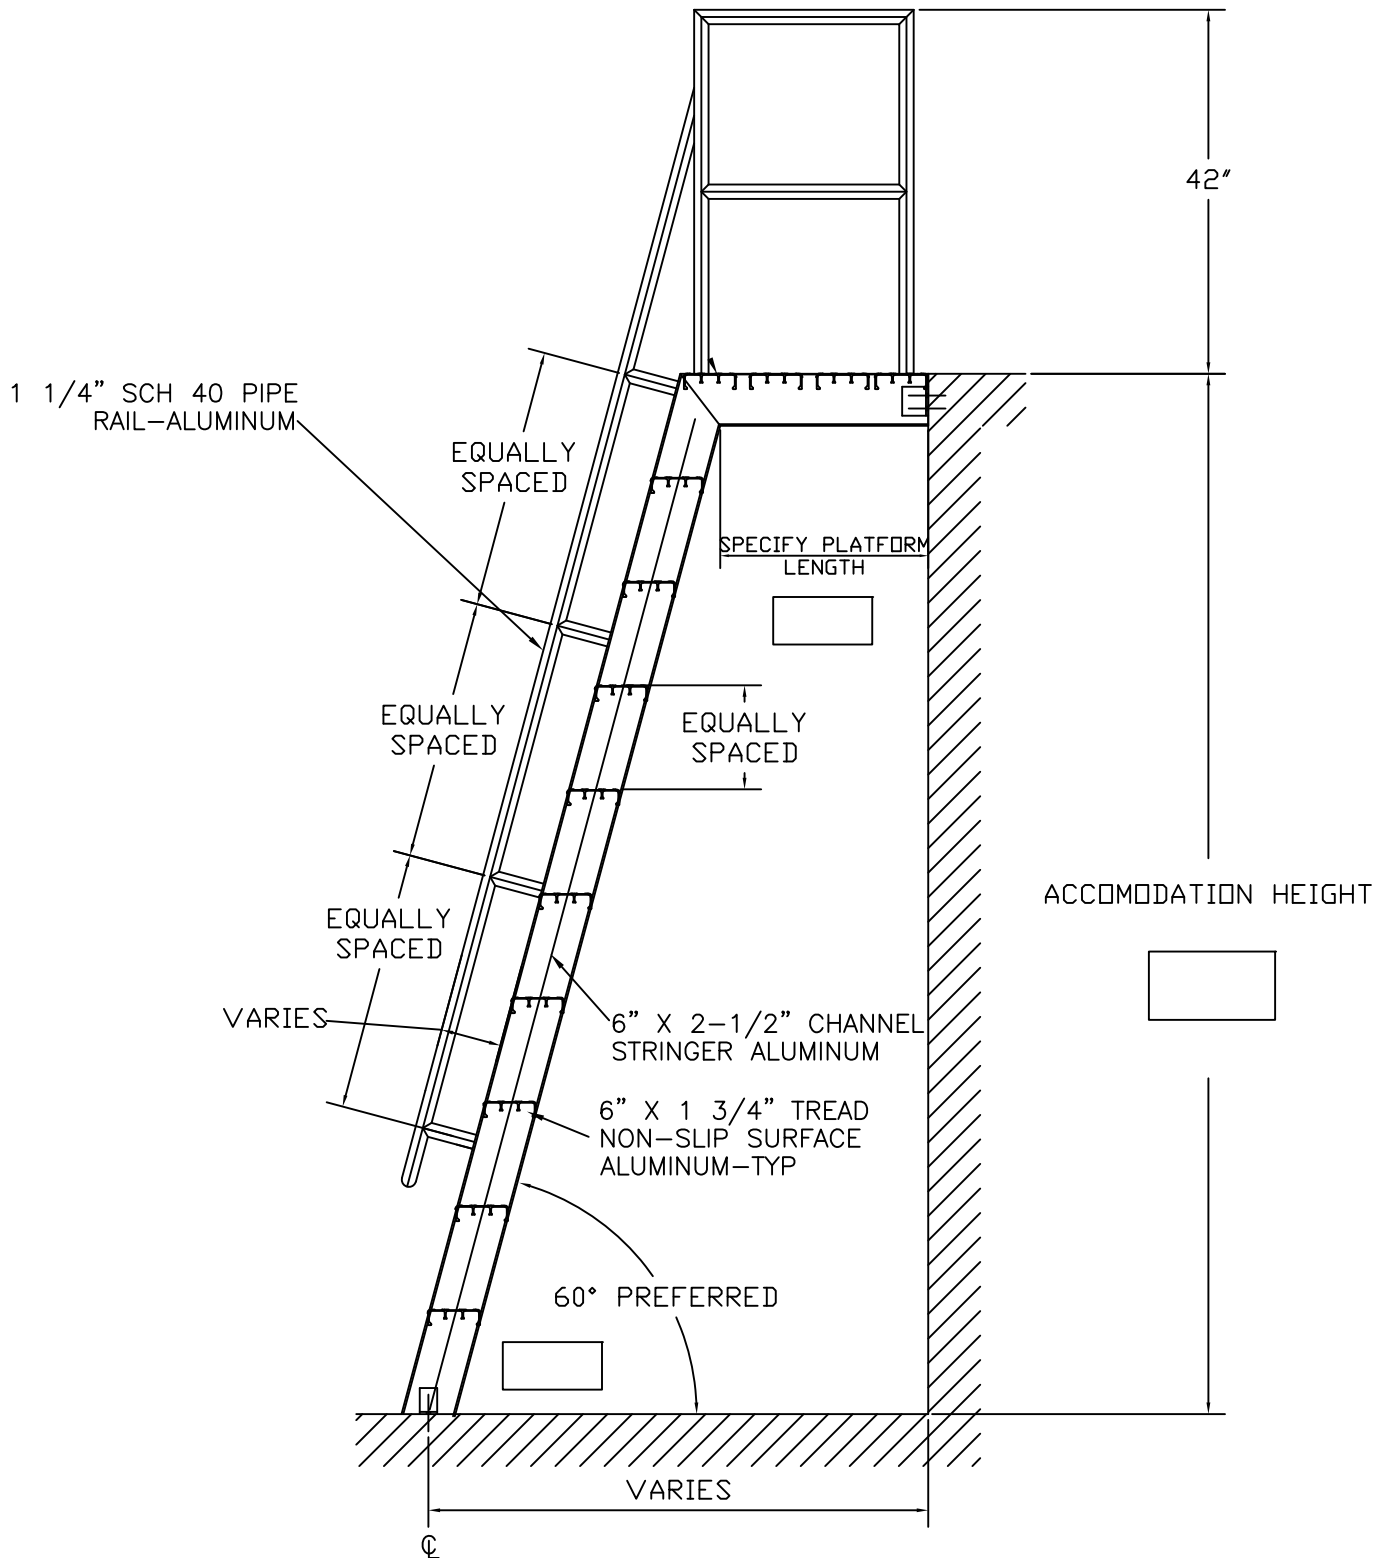 42"
1 1/4" SCH 40 PIPE
RAIL-ALUMINUM
EQUALLY
SPACED
SPECIFY PLATFORM
LENGTH
EQUALLY
SPACED
EQUALLY
SPACED
ACCOMODATION HEIGHT
EQUALLY
SPACED
VARIES
6" X 2-1/2" CHANNEL
STRINGER ALUMINUM
6" X 1 3/4" TREAD
NON-SLIP SURFACE
ALUMINUM-TYP
60° PREFERRED
VARIES
℄